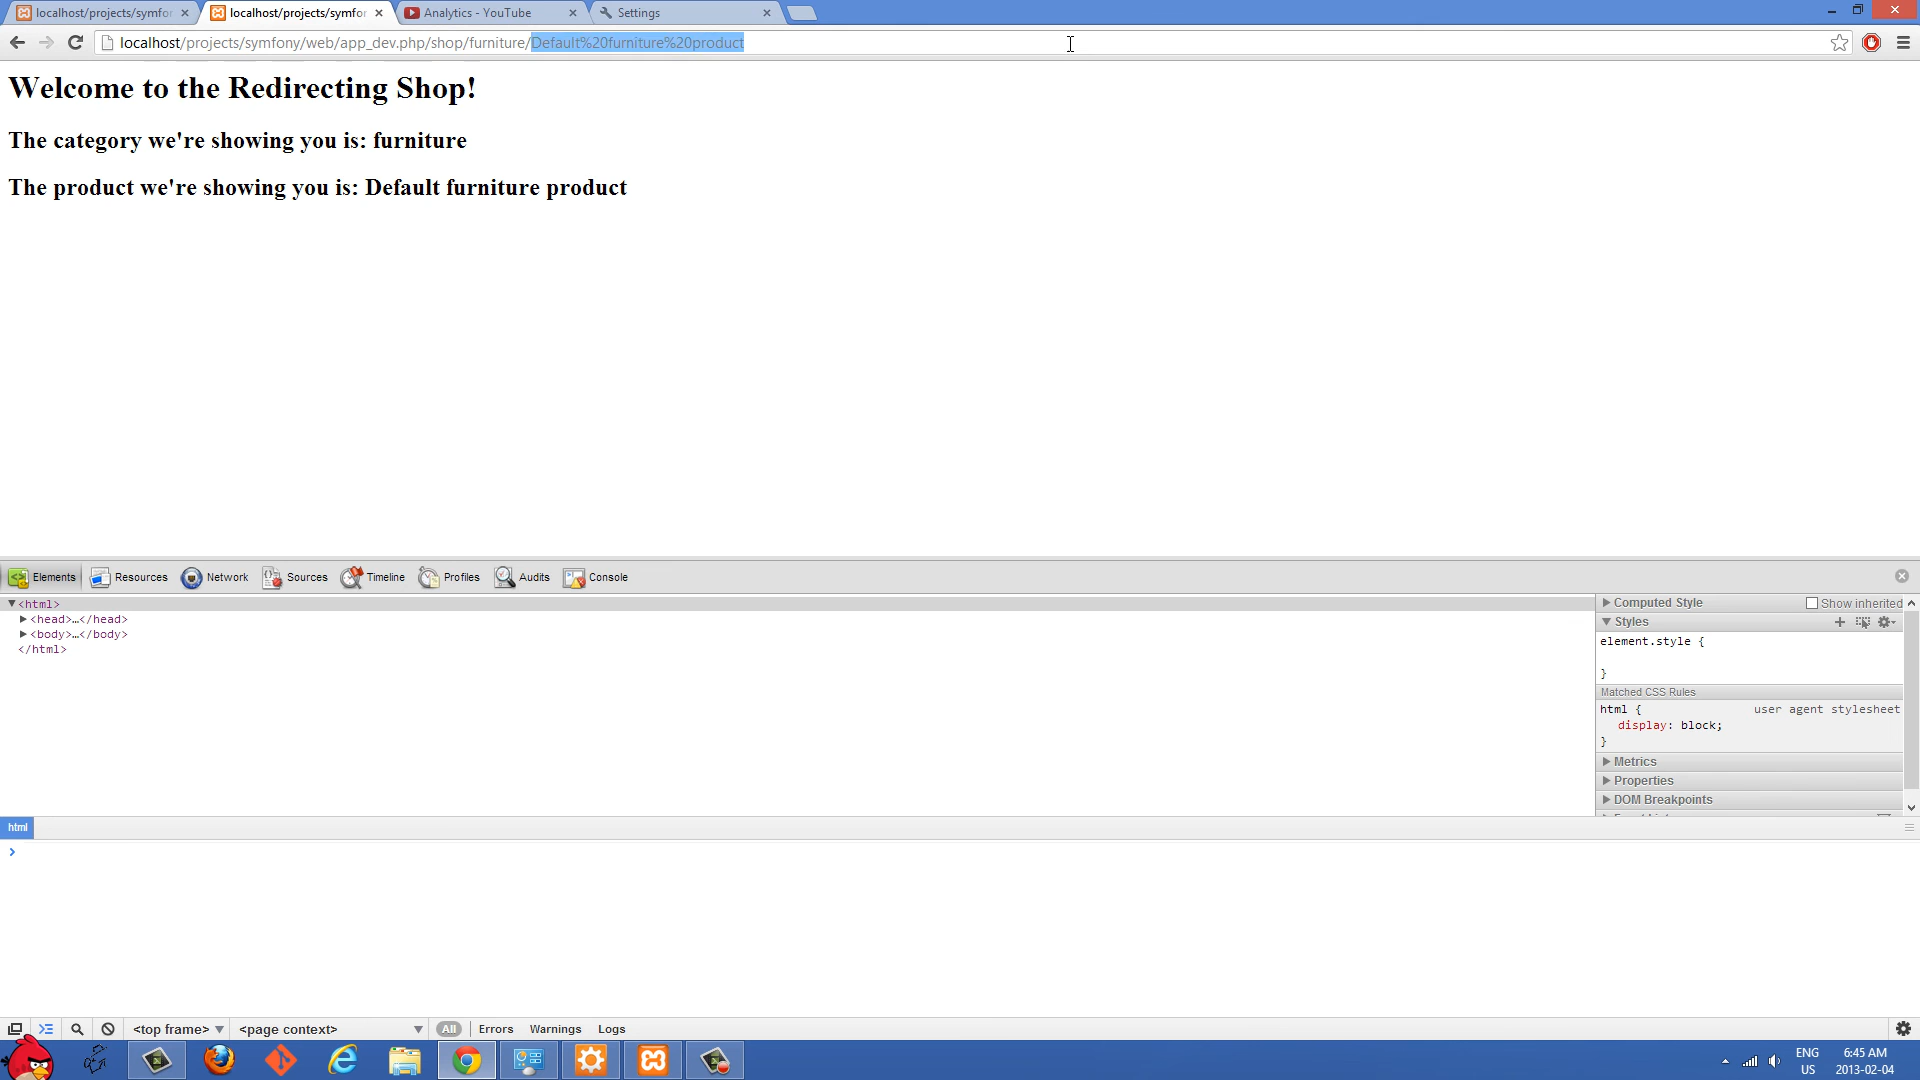 localhost/projects/symfor
localhost/projects/symfor
Analytics - YouTube
Settings
localhost/projects/symfony/web/app_dev.php/shop/furniture/Default%20furniture%20product
Welcome to the Redirecting Shop!
The category we're showing you is: furniture
The product we're showing you is: Default furniture product
Elements Resources Network Sources Timeline Profiles Audits Console
<html>
<head>…</head>
<body>…</body>
</html>
Computed Style Show inherited
Styles
element.style {
}
Matched CSS Rules
html { user agent stylesheet
display: block;
}
Metrics
Properties
DOM Breakpoints
html
>
<top frame> <page context> All Errors Warnings Logs
ENG 6:45 AM
US 2013-02-04